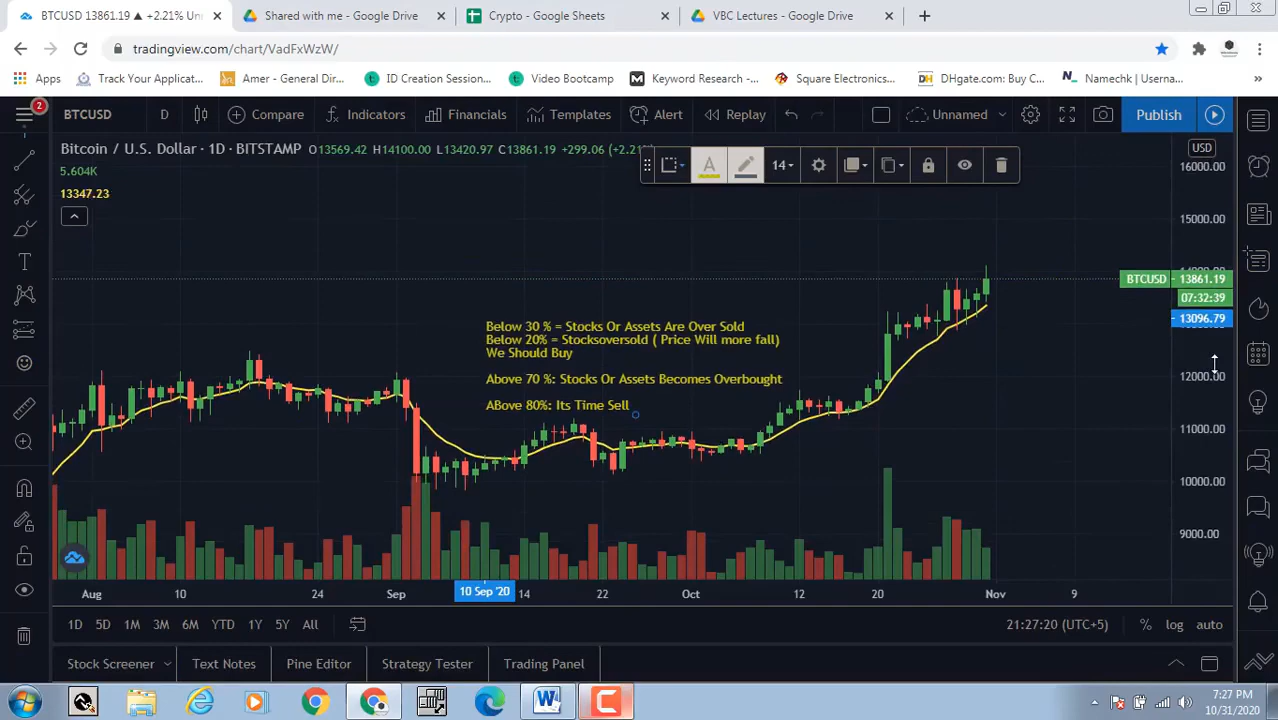 BTCUSD 13861.19 ▲ +2.21% Un
Shared with me - Google Drive
Crypto - Google Sheets
VBC Lectures - Google Drive
tradingview.com/chart/VadFxWzW/
Apps
Track Your Applicat...
Amer - General Dir...
ID Creation Session...
Video Bootcamp
Keyword Research -...
Square Electronics...
DHgate.com: Buy C...
Namechk | Userna...
2
BTCUSD
D
Compare
Indicators
Financials
Templates
Alert
Replay
Unnamed
Publish
Bitcoin / U.S. Dollar · 1D · BITSTAMP O13569.42 H14100.00 L13420.97 C13861.19 +299.06 (+2.21%)
5.604K
13347.23
14
USD
16000.00
15000.00
BTCUSD 13861.19
07:32:39
13096.79
12000.00
11000.00
10000.00
9000.00
Below 30 % = Stocks Or Assets Are Over Sold
Below 20% = Stocksoversold ( Price Will more fall)
We Should Buy
Above 70 %: Stocks Or Assets Becomes Overbought
ABove 80%: Its Time Sell
Aug 10 24 Sep 10 Sep '20 14 22 Oct 12 20 Nov 9
1D 5D 1M 3M 6M YTD 1Y 5Y All
21:27:20 (UTC+5)
% log auto
Stock Screener
Text Notes
Pine Editor
Strategy Tester
Trading Panel
7:27 PM
10/31/2020